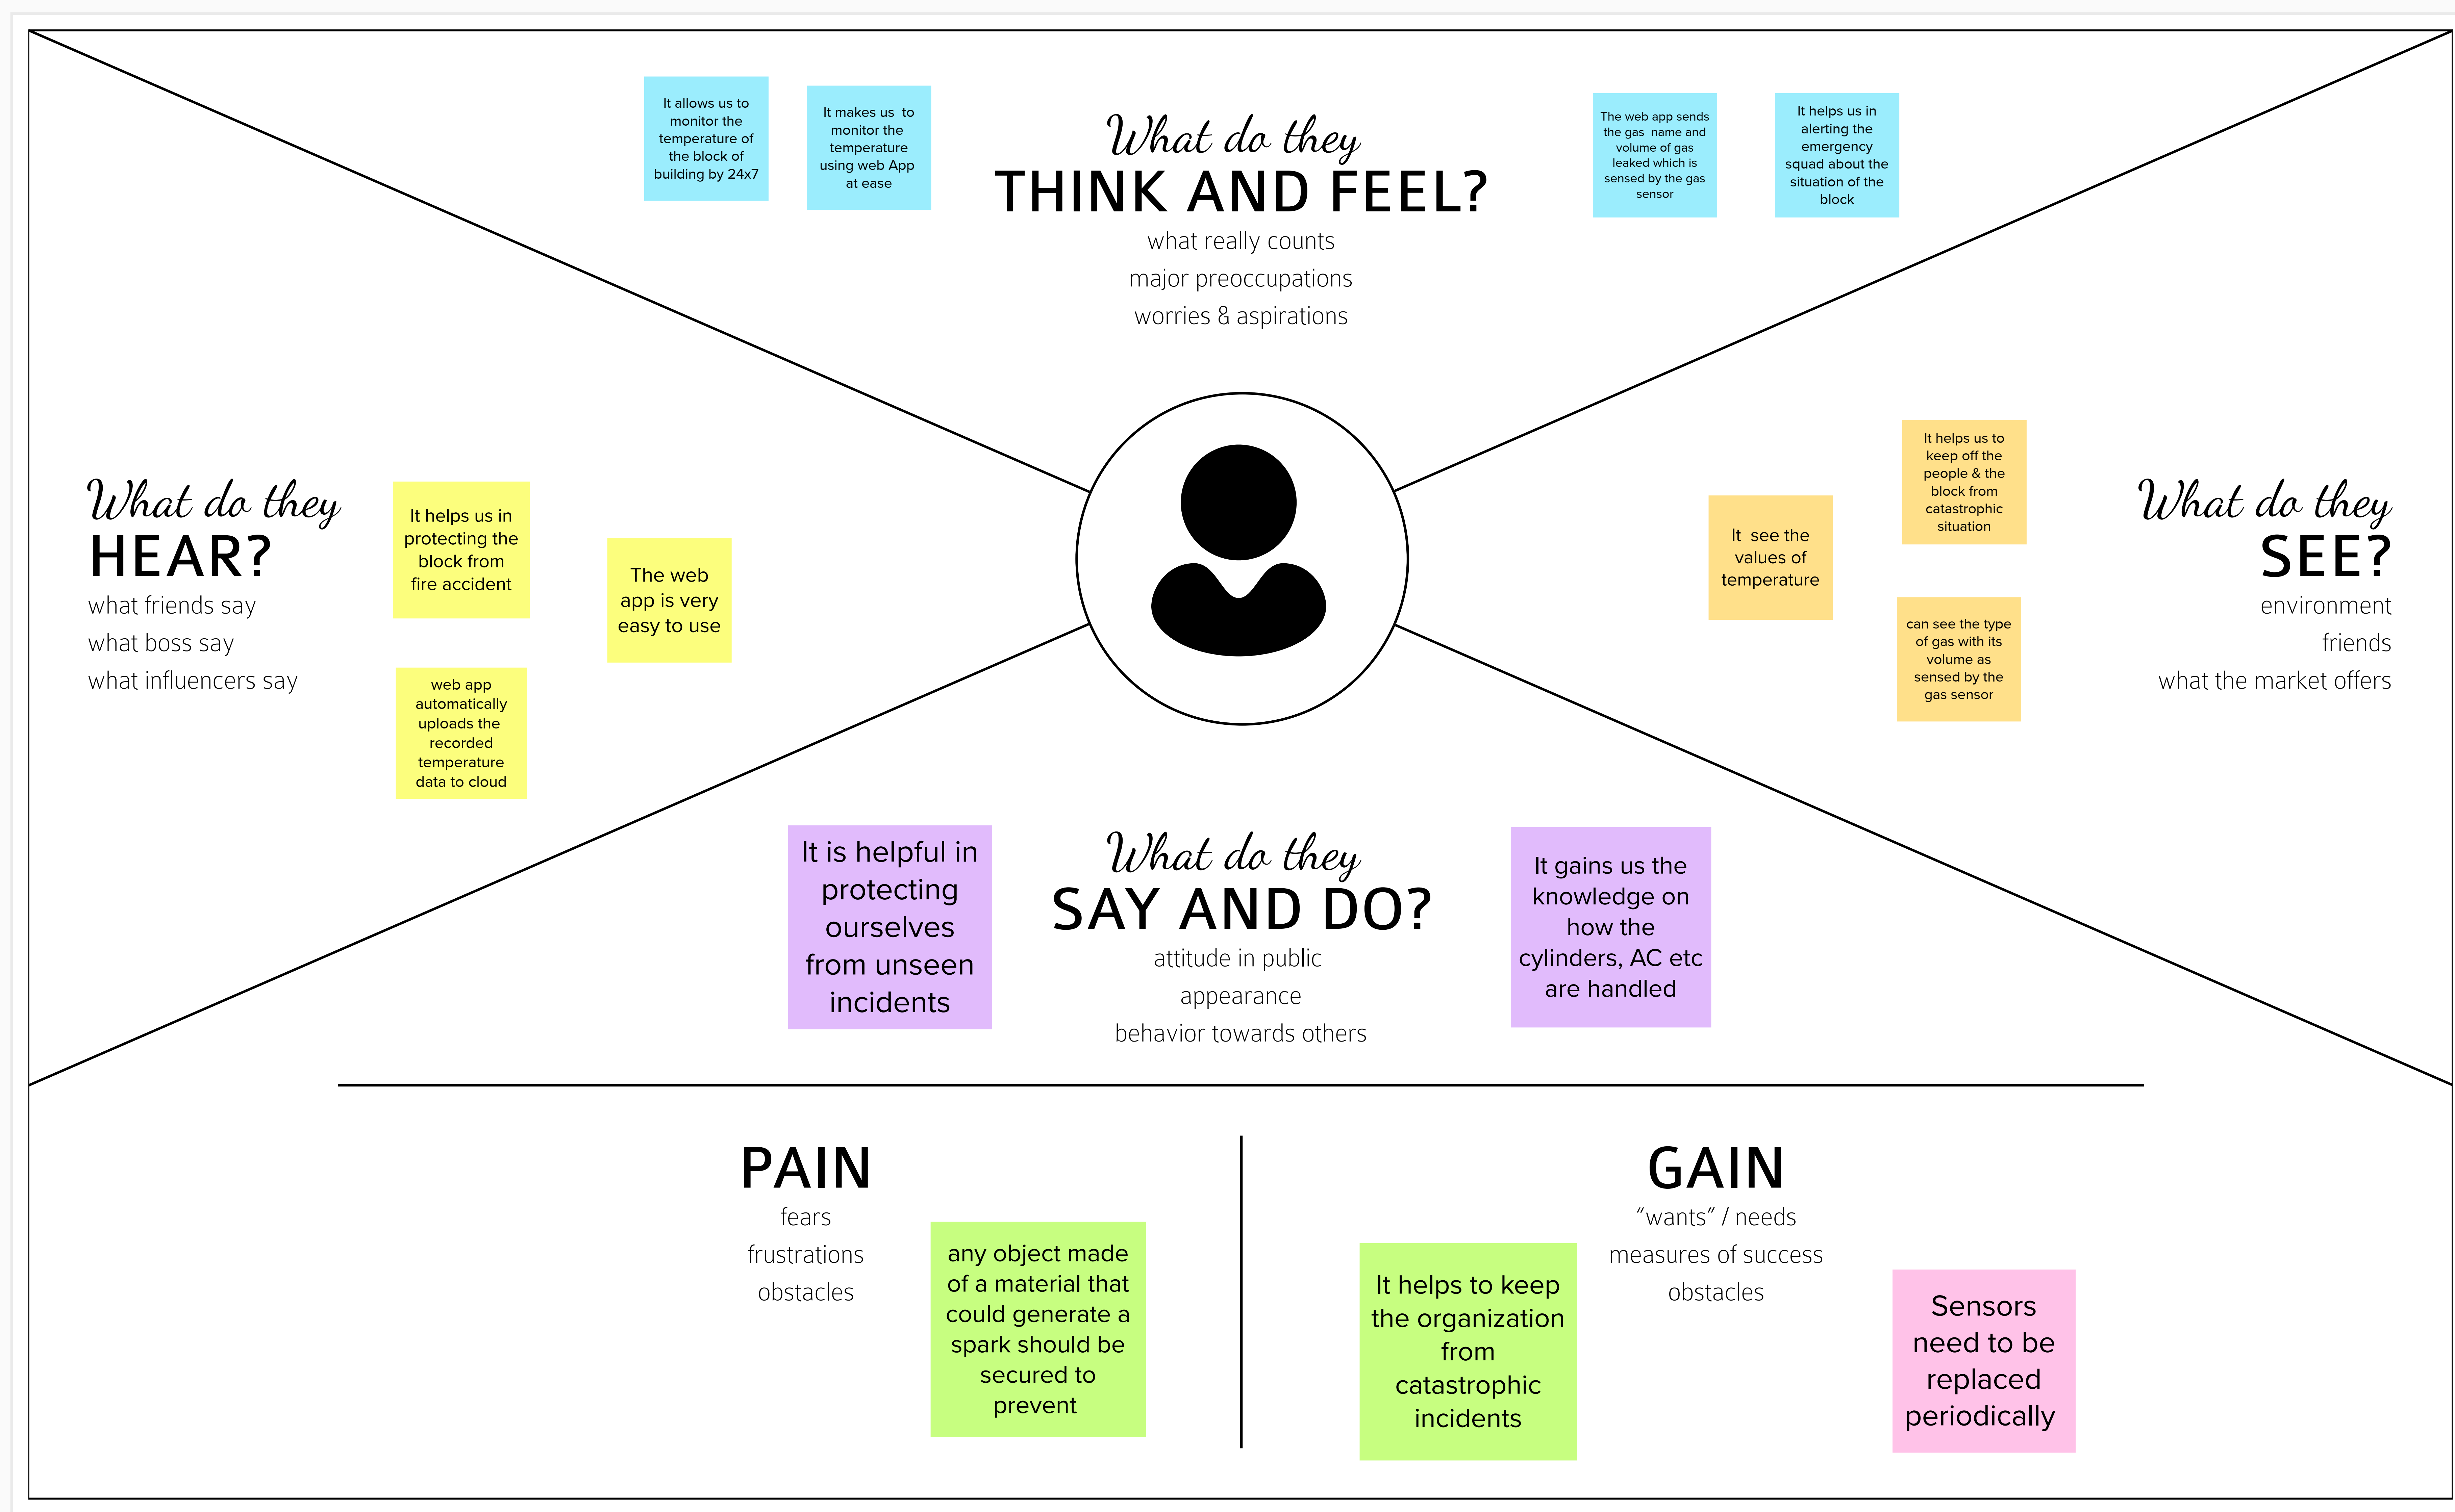 It allows us to
monitor the
temperature of
the block of
building by 24x7
It makes us  to
monitor the
temperature
using web App
at ease
What do they
THINK AND FEEL?
what really counts
major preoccupations
worries & aspirations
The web app sends
the gas  name and
volume of gas
leaked which is
sensed by the gas
sensor
It helps us in
alerting the
emergency
squad about the
situation of the
block
What do they
HEAR?
what friends say
what boss say
what influencers say
It helps us in
protecting the
block from
fire accident
The web
app is very
easy to use
web app
automatically
uploads the
recorded
temperature
data to cloud
It  see the
values of
temperature
It helps us to
keep off the
people & the
block from
catastrophic
situation
can see the type
of gas with its
volume as
sensed by the
gas sensor
What do they
SEE?
environment
friends
what the market offers
It is helpful in
protecting
ourselves
from unseen
incidents
What do they
SAY AND DO?
attitude in public
appearance
behavior towards others
It gains us the
knowledge on
how the
cylinders, AC etc
are handled
PAIN
fears
frustrations
obstacles
any object made
of a material that
could generate a
spark should be
secured to
prevent
GAIN
“wants” / needs
measures of success
obstacles
It helps to keep
the organization
from
catastrophic
incidents
Sensors
need to be
replaced
periodically